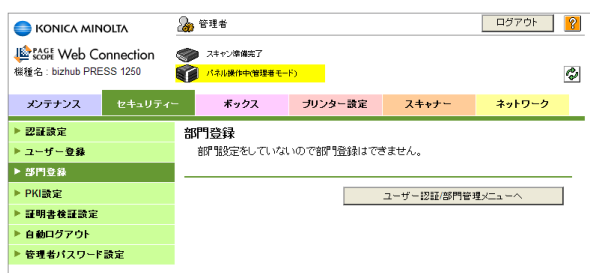 KONICA MINOLTA
管理者
ログアウト
?
PAGE SCOPE Web Connection
スキャン準備完了
機種名 : bizhub PRESS 1250
パネル操作中(管理者モード)
メンテナンス
セキュリティー
ボックス
プリンター設定
スキャナー
ネットワーク
認証設定
ユーザー登録
部門登録
PKI設定
証明書検証設定
自動ログアウト
管理者パスワード設定
部門登録
部門設定をしていないので部門登録はできません。
ユーザー認証/部門管理メニューへ